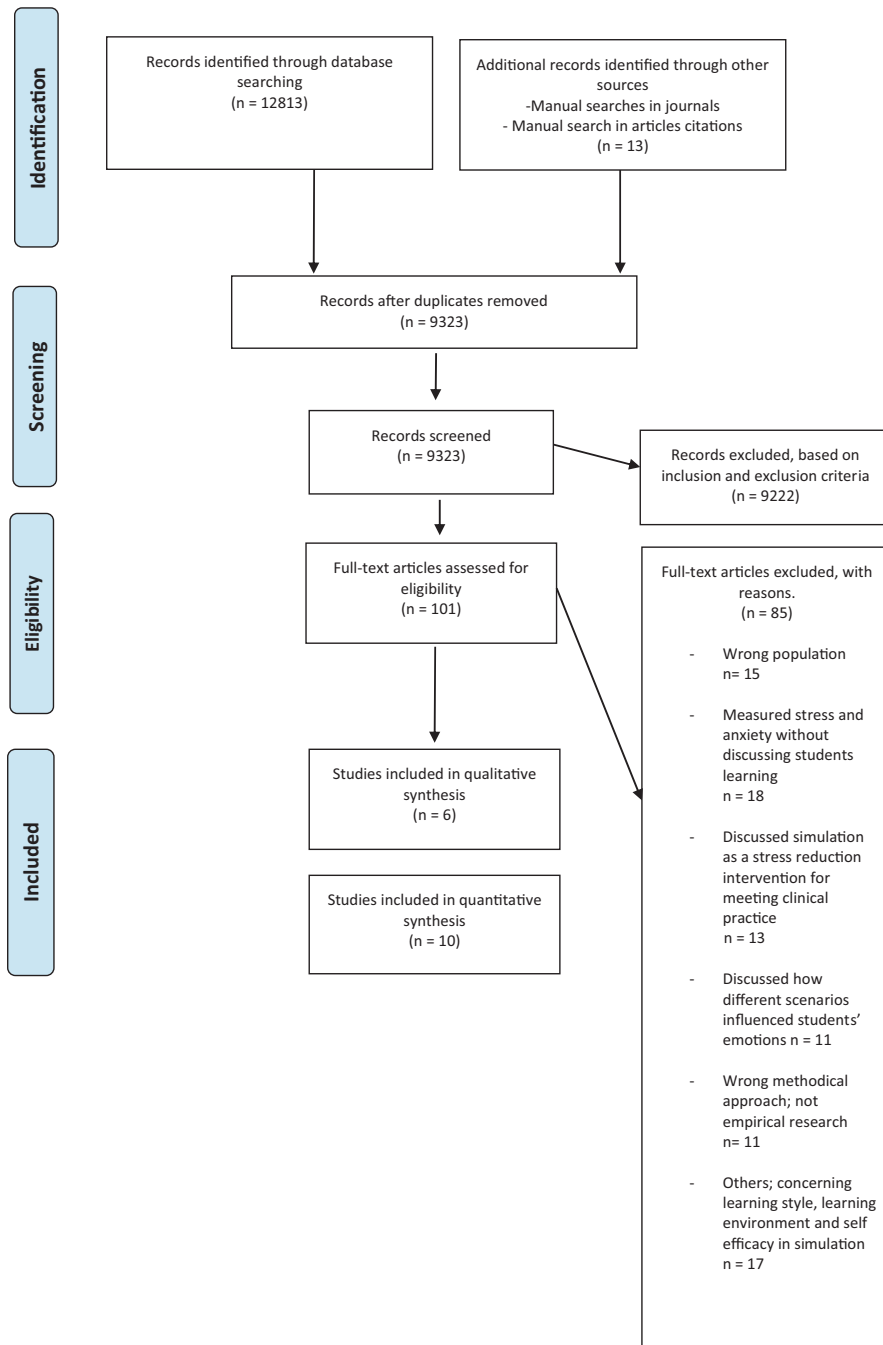 Identification
Records identified through database
searching
(n = 12813)
Additional records identified through other
sources
-Manual searches in journals
- Manual search in articles citations
(n = 13)
Screening
Records after duplicates removed
(n = 9323)
Records screened
(n = 9323)
Records excluded, based on
inclusion and exclusion criteria
(n = 9222)
Eligibility
Full-text articles assessed for
eligibility
(n = 101)
Full-text articles excluded, with
reasons.
(n = 85)
- Wrong population
n= 15
- Measured stress and
anxiety without
discussing students
learning
n = 18
- Discussed simulation
as a stress reduction
intervention for
meeting clinical
practice
n = 13
- Discussed how
different scenarios
influenced students’
emotions n = 11
- Wrong methodical
approach; not
empirical research
n= 11
- Others; concerning
learning style, learning
environment and self
efficacy in simulation
n = 17
Included
Studies included in qualitative
synthesis
(n = 6)
Studies included in quantitative
synthesis
(n = 10)